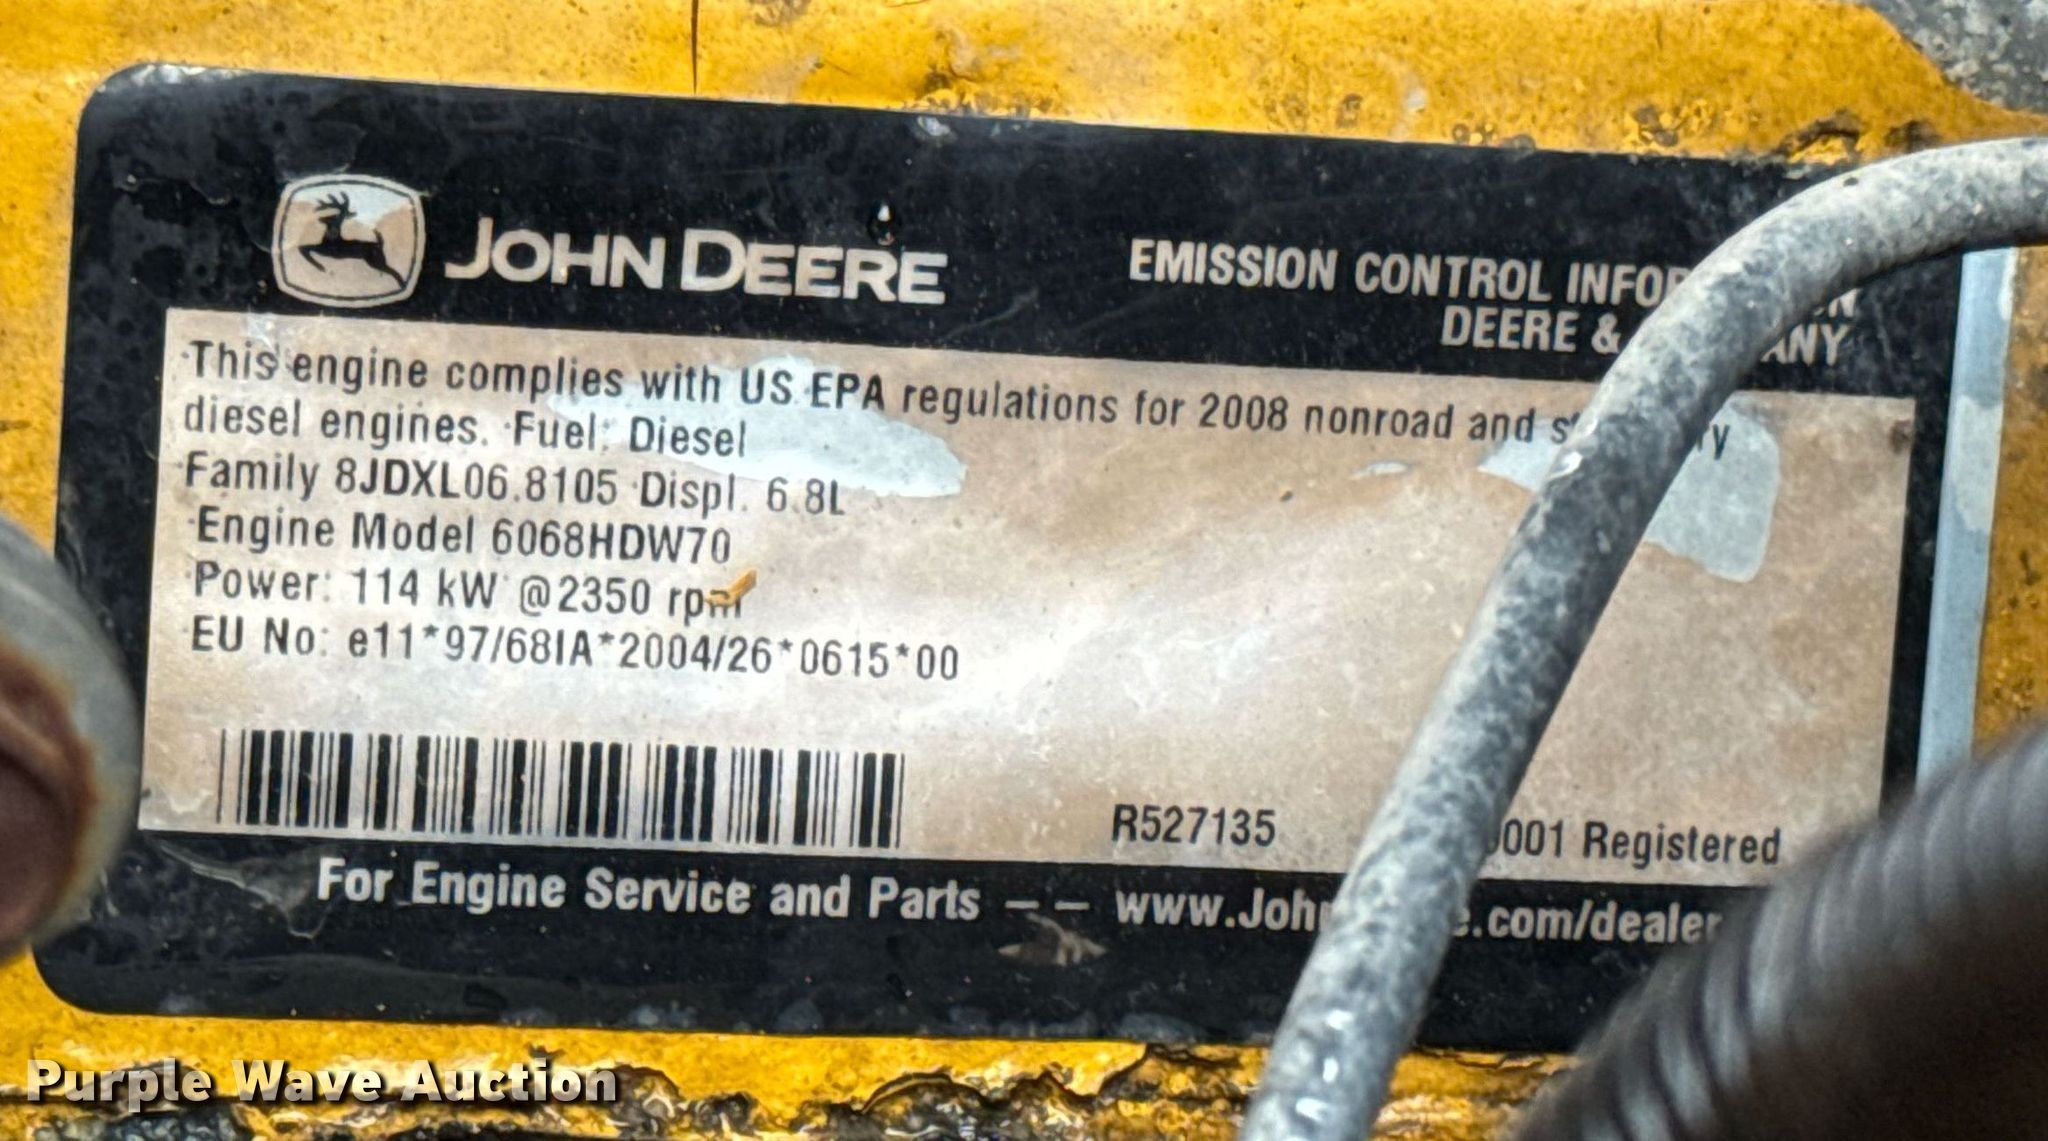 JOHN DEERE
EMISSION CONTROL
DEERE &
This engine complies with US EPA regulations for 2008 nonroad and
diesel engines. Fuel: Diesel
Family 8JDXL06.8105 Displ. 6.8L
Engine Model 6068HDW70
Power: 114 kW @2350 rpm
EU No: e11*97/68IA*2004/26*0615*00
R527135 Registered
For Engine Service and Parts -- 
Purple Wave Auction